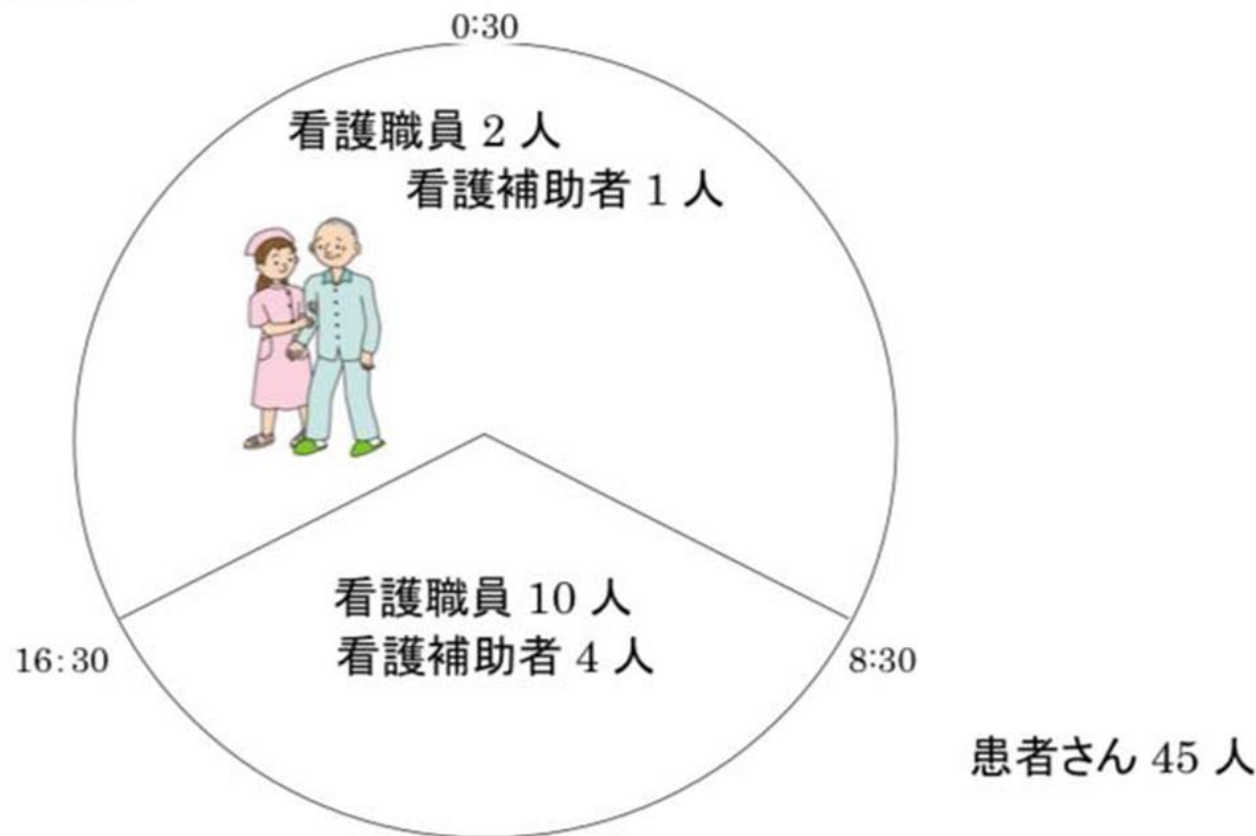 0:30
看護職員 2 人
看護補助者 1 人
看護職員 10 人
看護補助者 4 人
16:30
8:30
患者さん 45 人